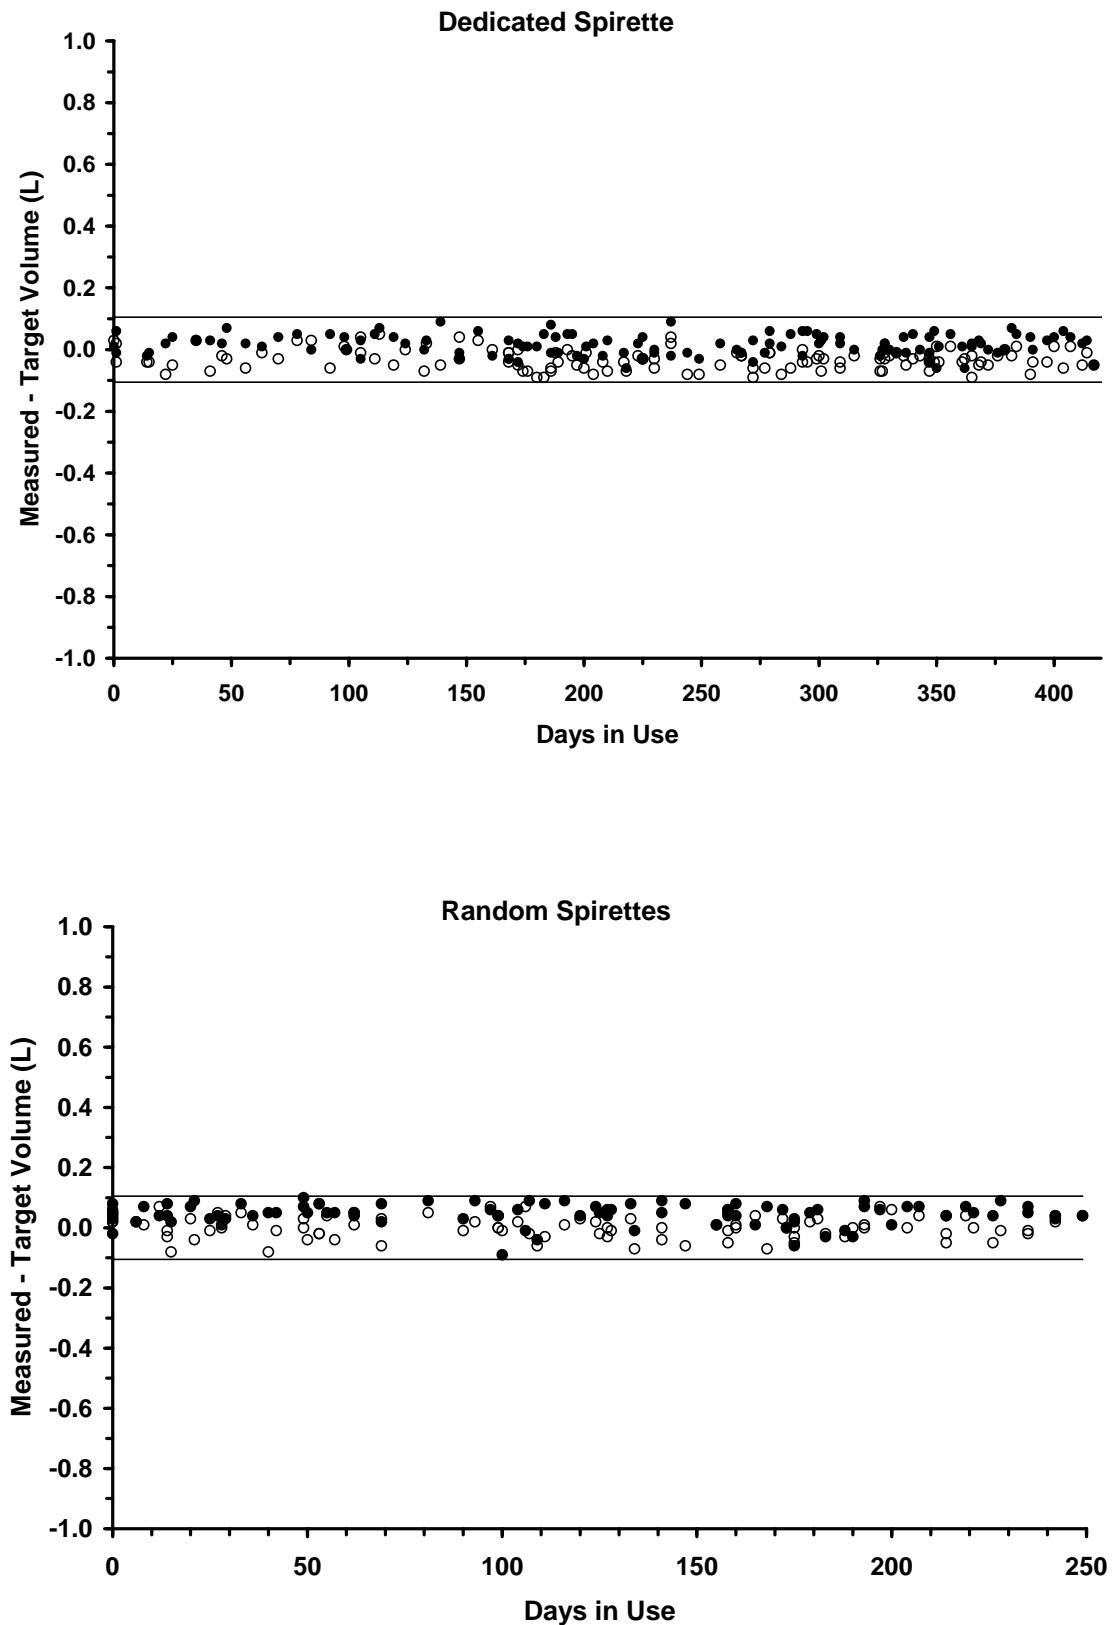 Dedicated Spirette
1.0
0.8
0.6
0.4
0.2
0.0
-0.2
-0.4
-0.6
-0.8
-1.0
Measured - Target Volume (L)
0 50 100 150 200 250 300 350 400
Days in Use
Random Spirettes
1.0
0.8
0.6
0.4
0.2
0.0
-0.2
-0.4
-0.6
-0.8
-1.0
Measured - Target Volume (L)
0 50 100 150 200 250
Days in Use